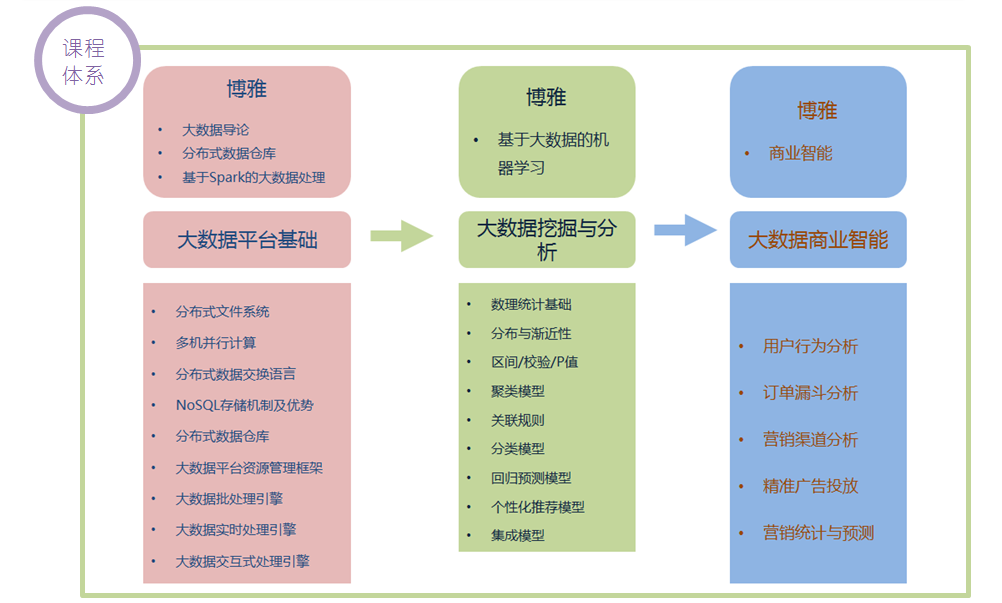 课程
体系
博雅
• 大数据导论
• 分布式数据仓库
• 基于Spark的大数据处理
大数据平台基础
• 分布式文件系统
• 多机并行计算
• 分布式数据交换语言
• NoSQL存储机制及优势
• 分布式数据仓库
• 大数据平台资源管理框架
• 大数据批处理引擎
• 大数据实时处理引擎
• 大数据交互式处理引擎
博雅
• 基于大数据的机
器学习
大数据挖掘与分
析
• 数理统计基础
• 分布与渐近性
• 区间/校验/P值
• 聚类模型
• 关联规则
• 分类模型
• 回归预测模型
• 个性化推荐模型
• 集成模型
博雅
• 商业智能
大数据商业智能
• 用户行为分析
• 订单漏斗分析
• 营销渠道分析
• 精准广告投放
• 营销统计与预测